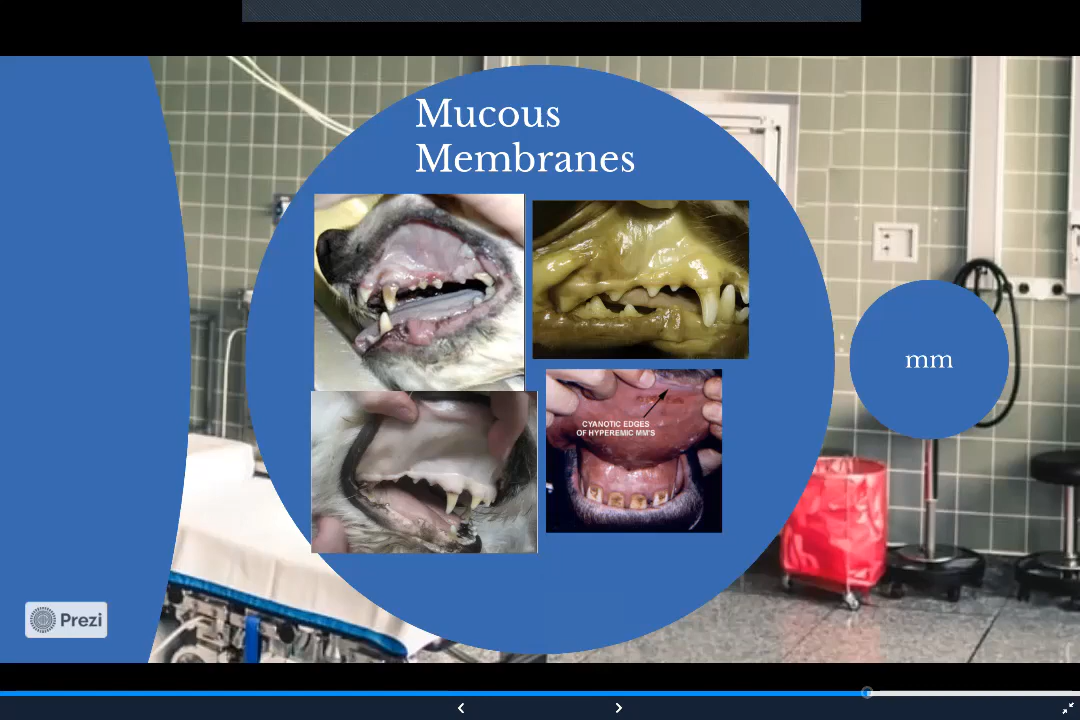 Mucous
Membranes
CYANOTIC EDGES
OF HYPEREMIC MM'S
mm
Prezi